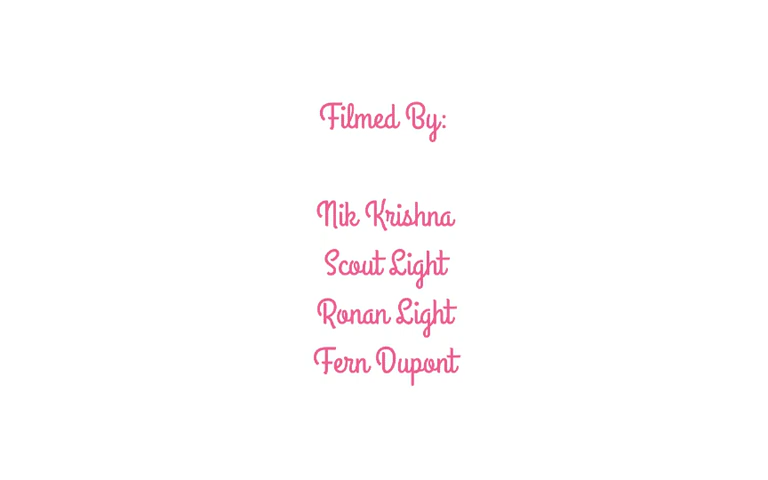 Filmed By:
Nik Krishna
Scout Light
Ronan Light
Fern Dupont